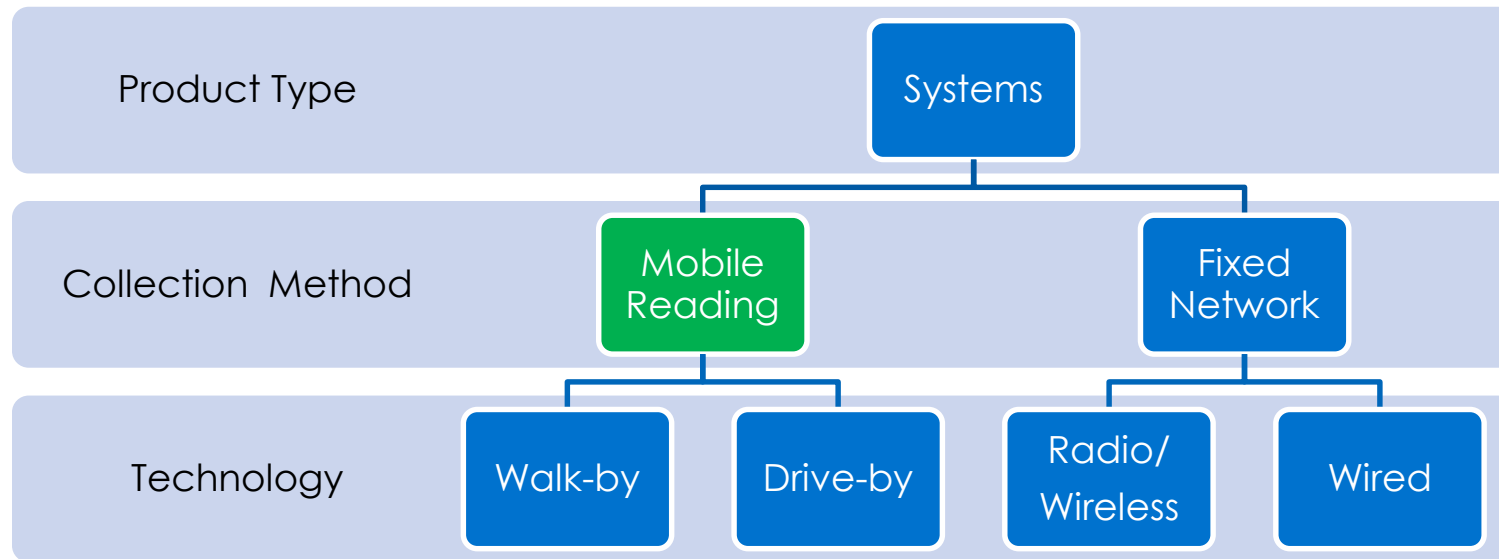 Product Type
Systems
Collection Method
Mobile
Reading
Fixed
Network
Technology
Walk-by
Drive-by
Radio/
Wireless
Wired